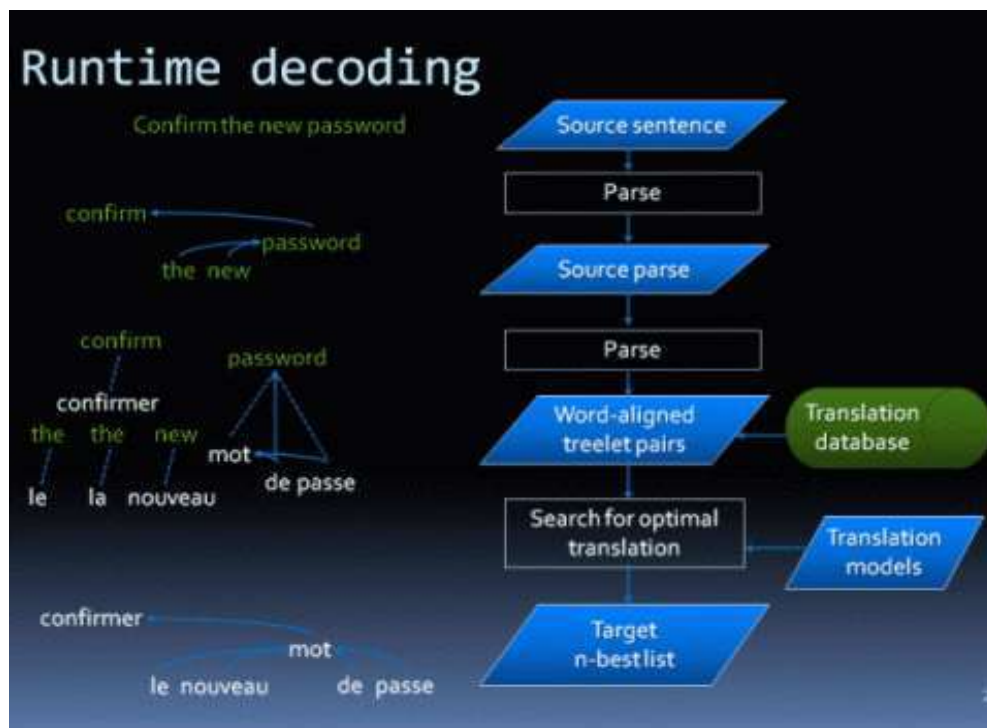 Runtime decoding
Confirm the new password
confirm
password
the new
confirm
password
confirmer
the the new
mot
de passe
le la nouveau
confirmer
mot
le nouveau de passe
Source sentence
Parse
Source parse
Parse
Word-aligned
treelet pairs
Translation
database
Search for optimal
translation
Translation
models
Target
n-best list